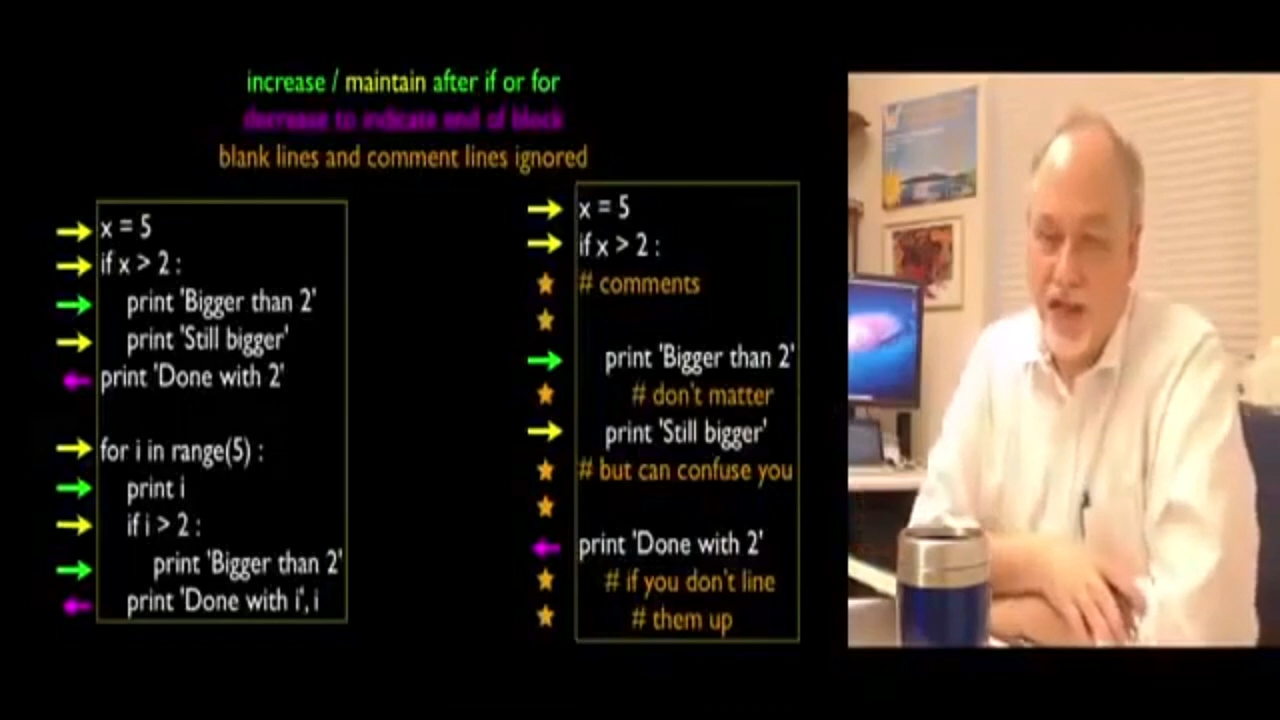 increase / maintain after if or for
decrease to indicate end of block
blank lines and comment lines ignored
x = 5
if x > 2 :
print 'Bigger than 2'
print 'Still bigger'
print 'Done with 2'
for i in range(5) :
print i
if i > 2 :
print 'Bigger than 2'
print 'Done with i', i
x = 5
if x > 2 :
# comments
print 'Bigger than 2'
# don't matter
print 'Still bigger'
# but can confuse you
print 'Done with 2'
# if you don't line
# them up